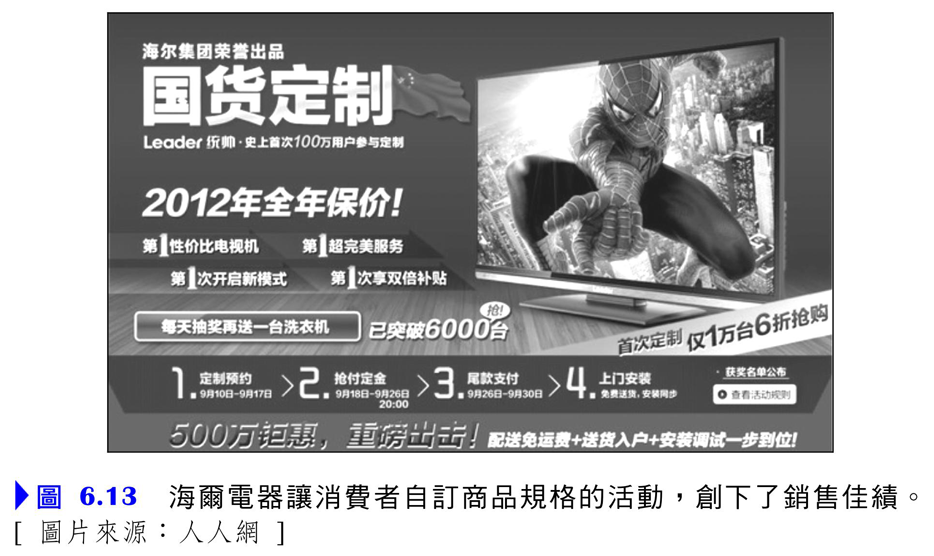 海尔集团荣誉出品
国货定制
Leader 统帅·史上首次100万用户参与定制
2012年全年保价!
第1性价比电视机 第1超完美服务
第1次开启新模式 第1次享双倍补贴
每天抽奖再送一台洗衣机 已突破6000台 抢!
首次定制 仅1万台6折抢购
1. 定制预约
9月10日-9月17日
2. 抢付定金
9月18日-9月26日
20:00
3. 尾款支付
9月26日-9月30日
4. 上门安装
免费送货,安装同步
· 获奖名单公布
查看活动规则
500万钜惠,重磅出击! 配送免运费+送货入户+安装调试一步到位!
圖 6.13 海爾電器讓消費者自訂商品規格的活動,創下了銷售佳績。
[ 圖片來源:人人網 ]